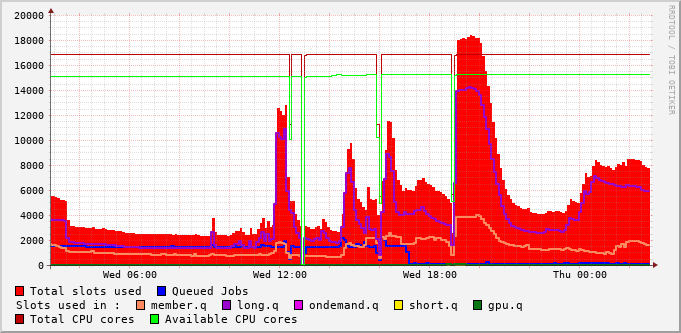 RRDTOOL / TOBI OETIKER
20000
18000
16000
14000
12000
10000
8000
6000
4000
2000
0
Wed 06:00 Wed 12:00 Wed 18:00 Thu 00:00
Total slots used Queued Jobs
Slots used in : member.q long.q ondemand.q short.q gpu.q
Total CPU cores Available CPU cores